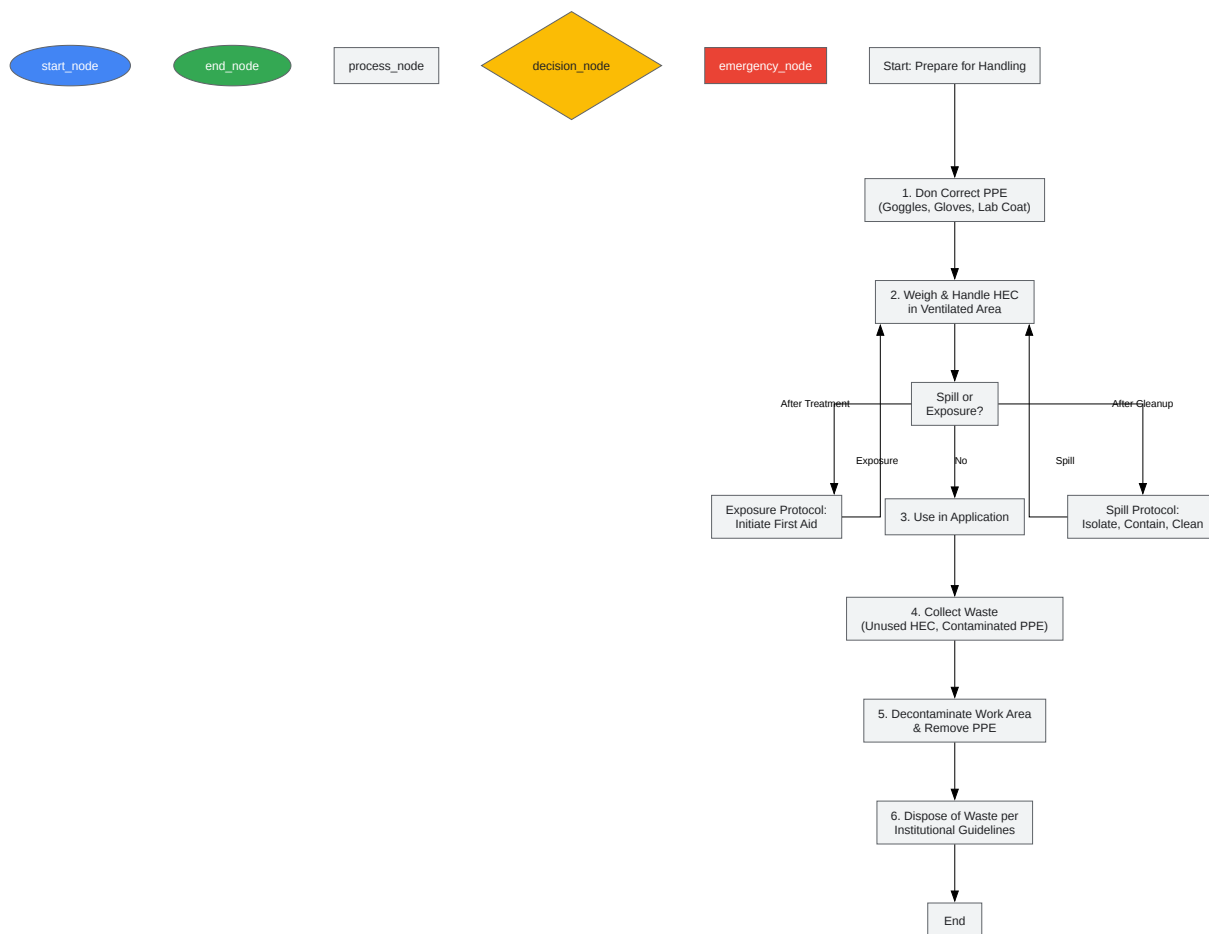 start_node
end_node
process_node
decision_node
emergency_node
Start: Prepare for Handling
1. Don Correct PPE
(Goggles, Gloves, Lab Coat)
2. Weigh & Handle HEC
in Ventilated Area
Spill or
Exposure?
After Treatment
After Cleanup
Exposure
No
Spill
Exposure Protocol:
Initiate First Aid
3. Use in Application
Spill Protocol:
Isolate, Contain, Clean
4. Collect Waste
(Unused HEC, Contaminated PPE)
5. Decontaminate Work Area
& Remove PPE
6. Dispose of Waste per
Institutional Guidelines
End